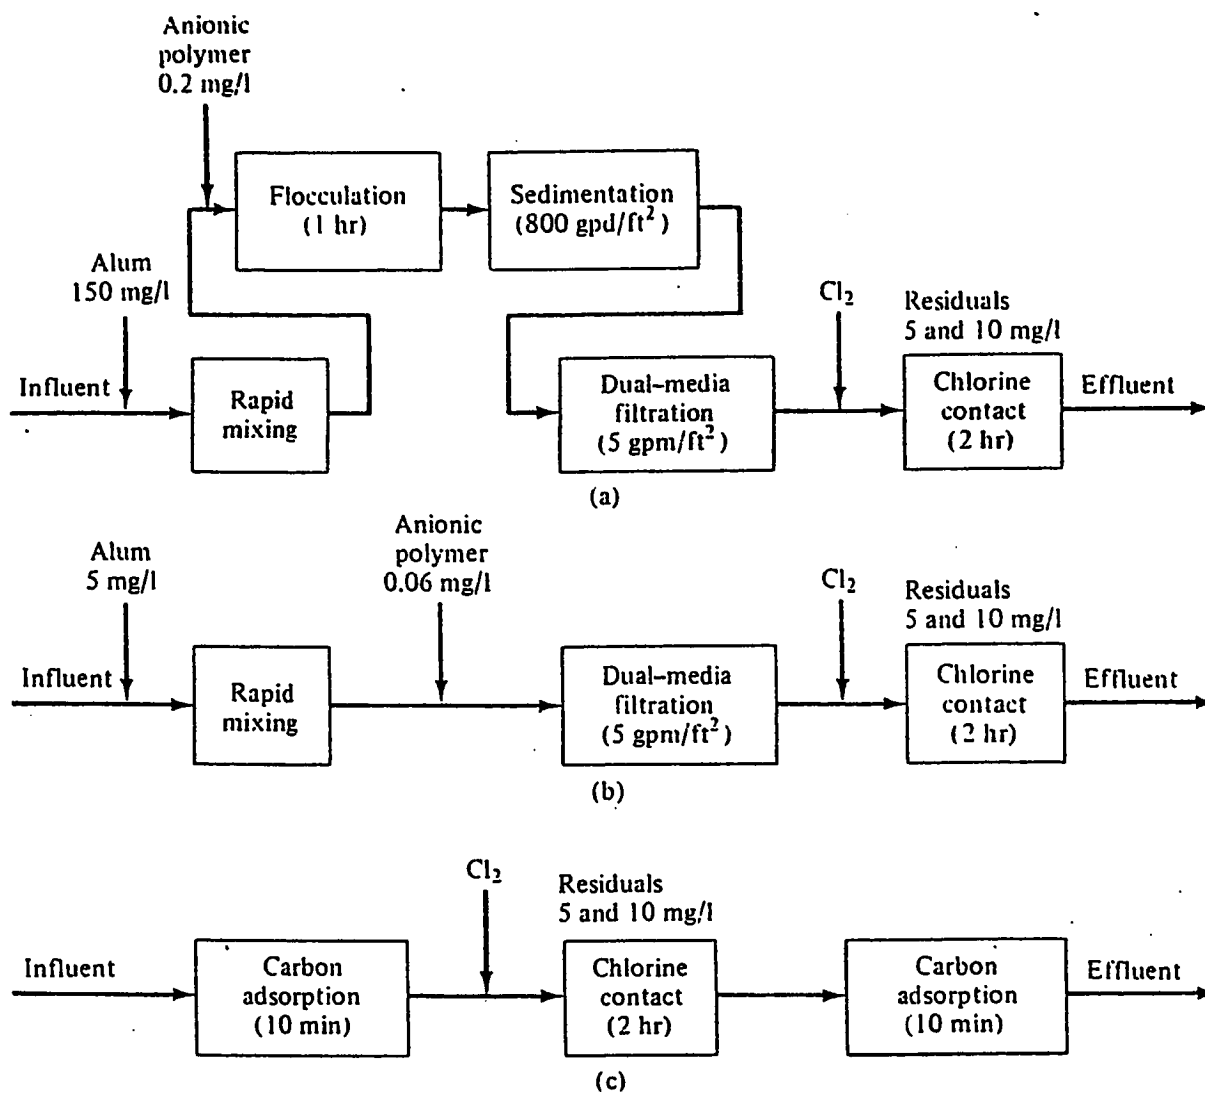 Anionic
polymer
0.2 mg/l
Flocculation
(1 hr)
Sedimentation
(800 gpd/ft²)
Alum
150 mg/l
Cl₂
Residuals
5 and 10 mg/l
Influent
Rapid
mixing
Dual-media
filtration
(5 gpm/ft²)
Chlorine
contact
(2 hr)
Effluent
(a)
Alum
5 mg/l
Anionic
polymer
0.06 mg/l
Cl₂
Residuals
5 and 10 mg/l
Influent
Rapid
mixing
Dual-media
filtration
(5 gpm/ft²)
Chlorine
contact
(2 hr)
Effluent
(b)
Cl₂
Residuals
5 and 10 mg/l
Influent
Carbon
adsorption
(10 min)
Chlorine
contact
(2 hr)
Carbon
adsorption
(10 min)
Effluent
(c)